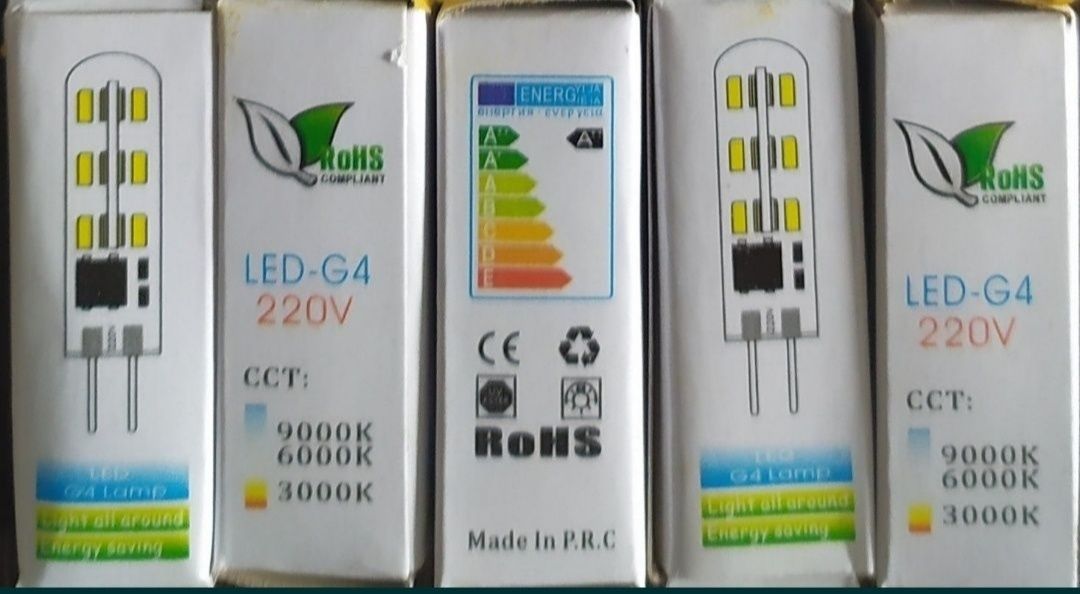 LED
G4 Lamp
Light all around
Energy saving
RoHS
COMPLIANT
LED-G4
220V
CCT:
9000K
6000K
3000K
ENERG
енергия · ενεργεια
A++
A+
A
B
C
D
E
CE
RoHS
Made In P.R.C
LED
G4 Lamp
Light all around
Energy saving
RoHS
COMPLIANT
LED-G4
220V
CCT:
9000K
6000K
3000K